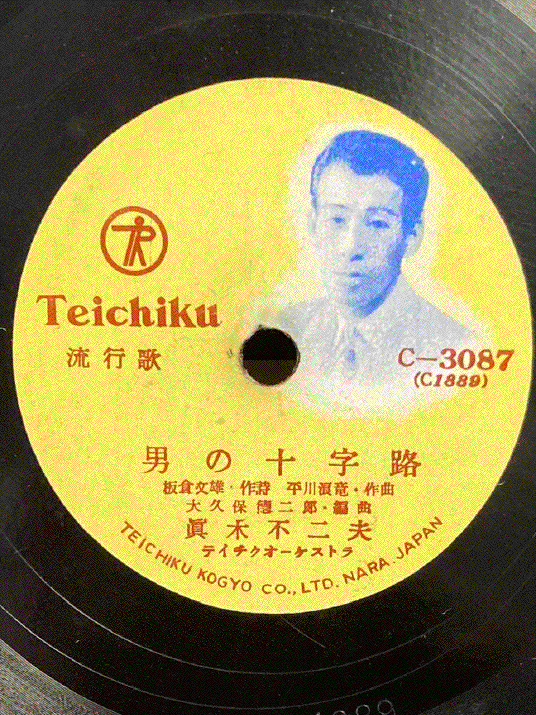 Teichiku
流行歌
C-3087
(C1889)
男の十字路
板倉文雄・作詩 平川浪竜・作曲
大久保徳二郎・編曲
眞木不二夫
テイチクオーケストラ
TEICHIKU KOGYO CO., LTD. NARA. JAPAN